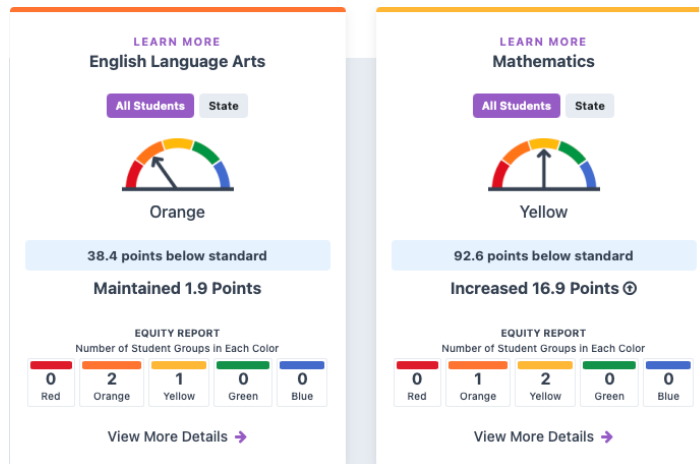 LEARN MORE
English Language Arts
All Students State
Orange
38.4 points below standard
Maintained 1.9 Points
EQUITY REPORT
Number of Student Groups in Each Color
0 2 1 0 0
Red Orange Yellow Green Blue
View More Details
LEARN MORE
Mathematics
All Students State
Yellow
92.6 points below standard
Increased 16.9 Points
EQUITY REPORT
Number of Student Groups in Each Color
0 1 2 0 0
Red Orange Yellow Green Blue
View More Details